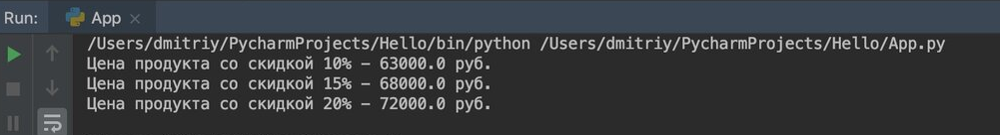 Run: App ×
/Users/dmitriy/PycharmProjects/Hello/bin/python /Users/dmitriy/PycharmProjects/Hello/App.py
Цена продукта со скидкой 10% – 63000.0 руб.
Цена продукта со скидкой 15% – 68000.0 руб.
Цена продукта со скидкой 20% – 72000.0 руб.